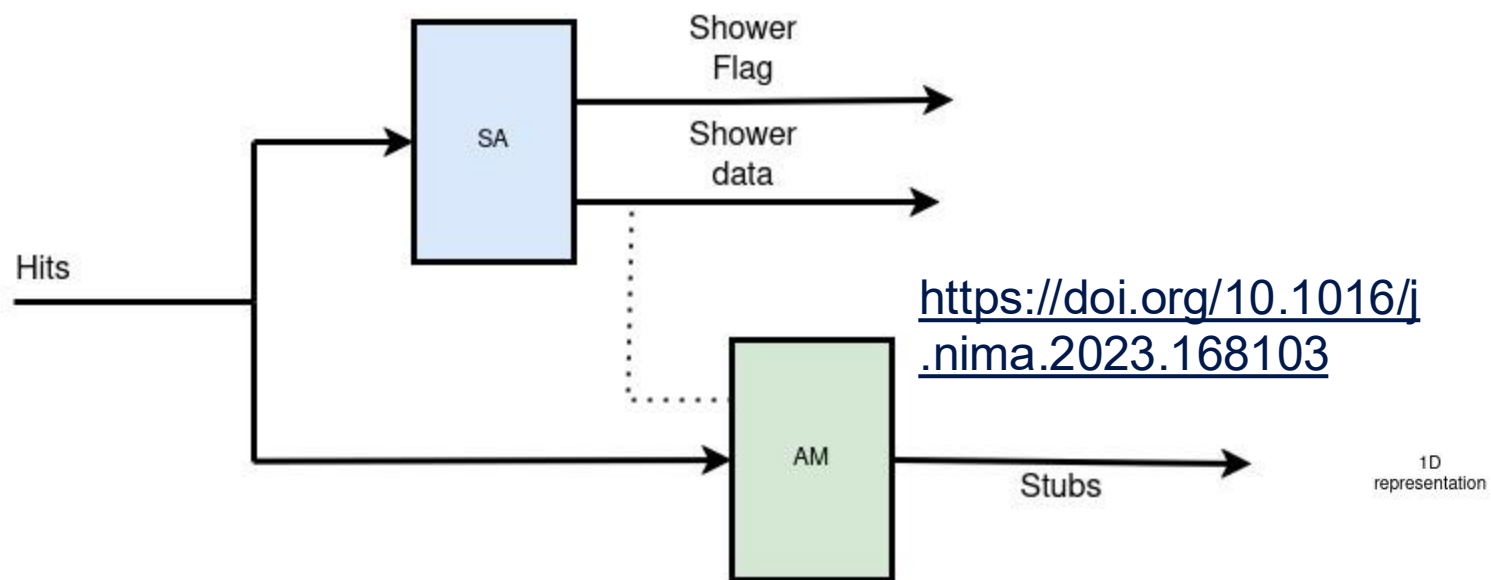 Shower
Flag
SA
Shower
data
Hits
https://doi.org/10.1016/j
.nima.2023.168103
AM
Stubs
1D
representation